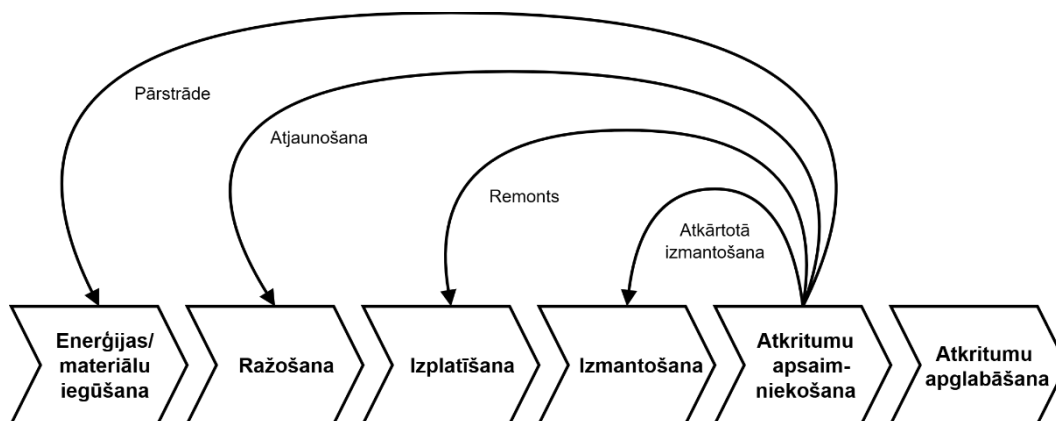 Pārstrāde
Atjaunošana
Remonts
Atkārtotā
izmantošana
Enerģijas/
materiālu
iegūšana
Ražošana
Izplatīšana
Izmantošana
Atkritumu
apsaim-
niekošana
Atkritumu
apglabāšana